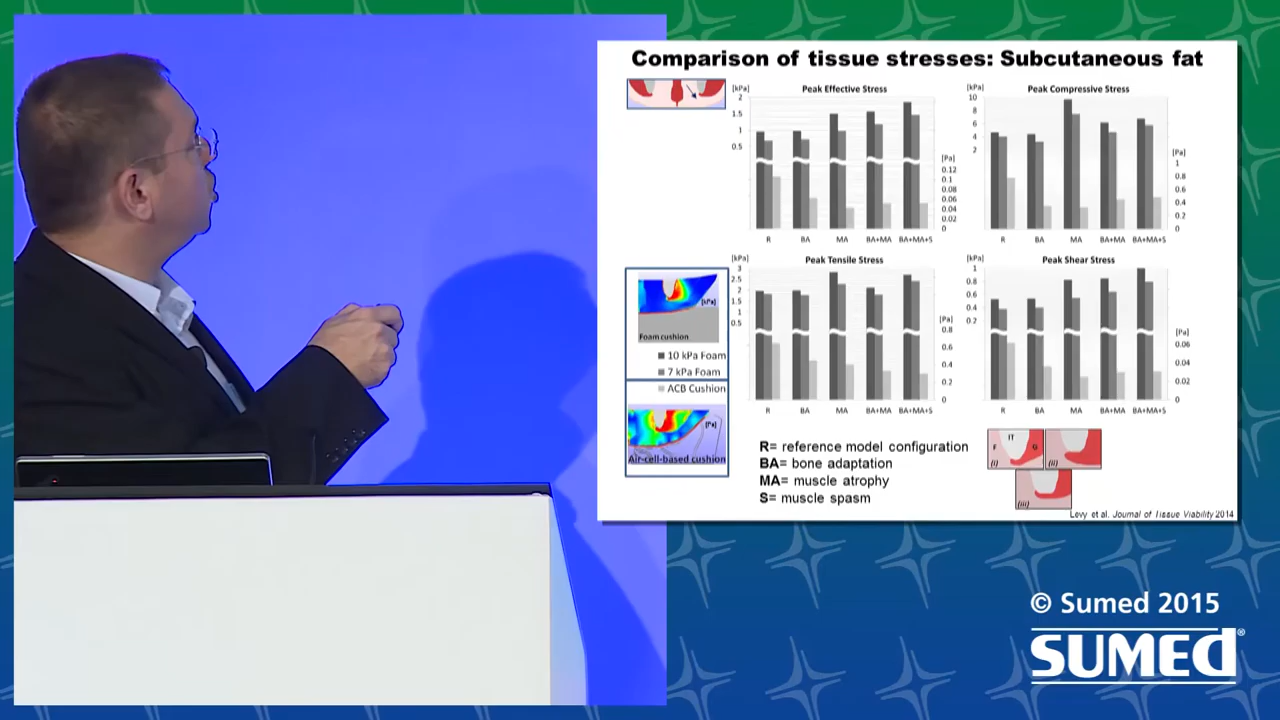 Comparison of tissue stresses: Subcutaneous fat
[kPa]
Peak Effective Stress
2
1.5
1
0.5
[Pa]
0.12
0.1
0.08
0.06
0.04
0.02
0
R BA MA BA+MA BA+MA+S
[kPa]
Peak Compressive Stress
10
8
6
4
2
[Pa]
1
0.8
0.6
0.4
0.2
0
R BA MA BA+MA BA+MA+S
[kPa]
Peak Tensile Stress
3
2.5
2
1.5
1
0.5
[Pa]
0.8
0.6
0.4
0.2
0
R BA MA BA+MA BA+MA+S
[kPa]
Peak Shear Stress
1
0.8
0.6
0.4
0.2
[Pa]
0.06
0.04
0.02
0
R BA MA BA+MA BA+MA+S
[kPa]
Foam cushion
10 kPa Foam
7 kPa Foam
ACB Cushion
[Pa]
Air-cell-based cushion
R= reference model configuration
BA= bone adaptation
MA= muscle atrophy
S= muscle spasm
IT
F G
(i) (ii)
(iii)
Levy et al. Journal of Tissue Viability 2014
© Sumed 2015
SUMED®